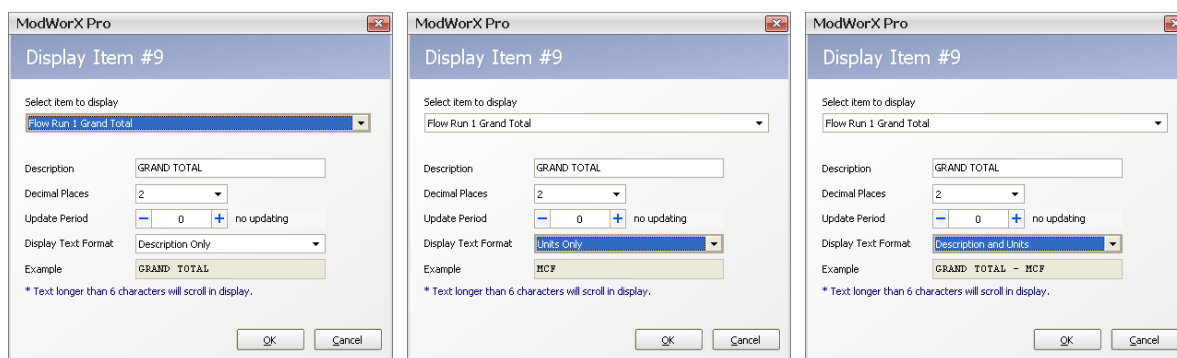 ModWorX Pro
Display Item #9
Select item to display
Flow Run 1 Grand Total
Description GRAND TOTAL
Decimal Places 2
Update Period 0 no updating
Display Text Format Description Only
Example GRAND TOTAL
* Text longer than 6 characters will scroll in display.
OK Cancel
ModWorX Pro
Display Item #9
Select item to display
Flow Run 1 Grand Total
Description GRAND TOTAL
Decimal Places 2
Update Period 0 no updating
Display Text Format Units Only
Example MCF
* Text longer than 6 characters will scroll in display.
OK Cancel
ModWorX Pro
Display Item #9
Select item to display
Flow Run 1 Grand Total
Description GRAND TOTAL
Decimal Places 2
Update Period 0 no updating
Display Text Format Description and Units
Example GRAND TOTAL - MCF
* Text longer than 6 characters will scroll in display.
OK Cancel